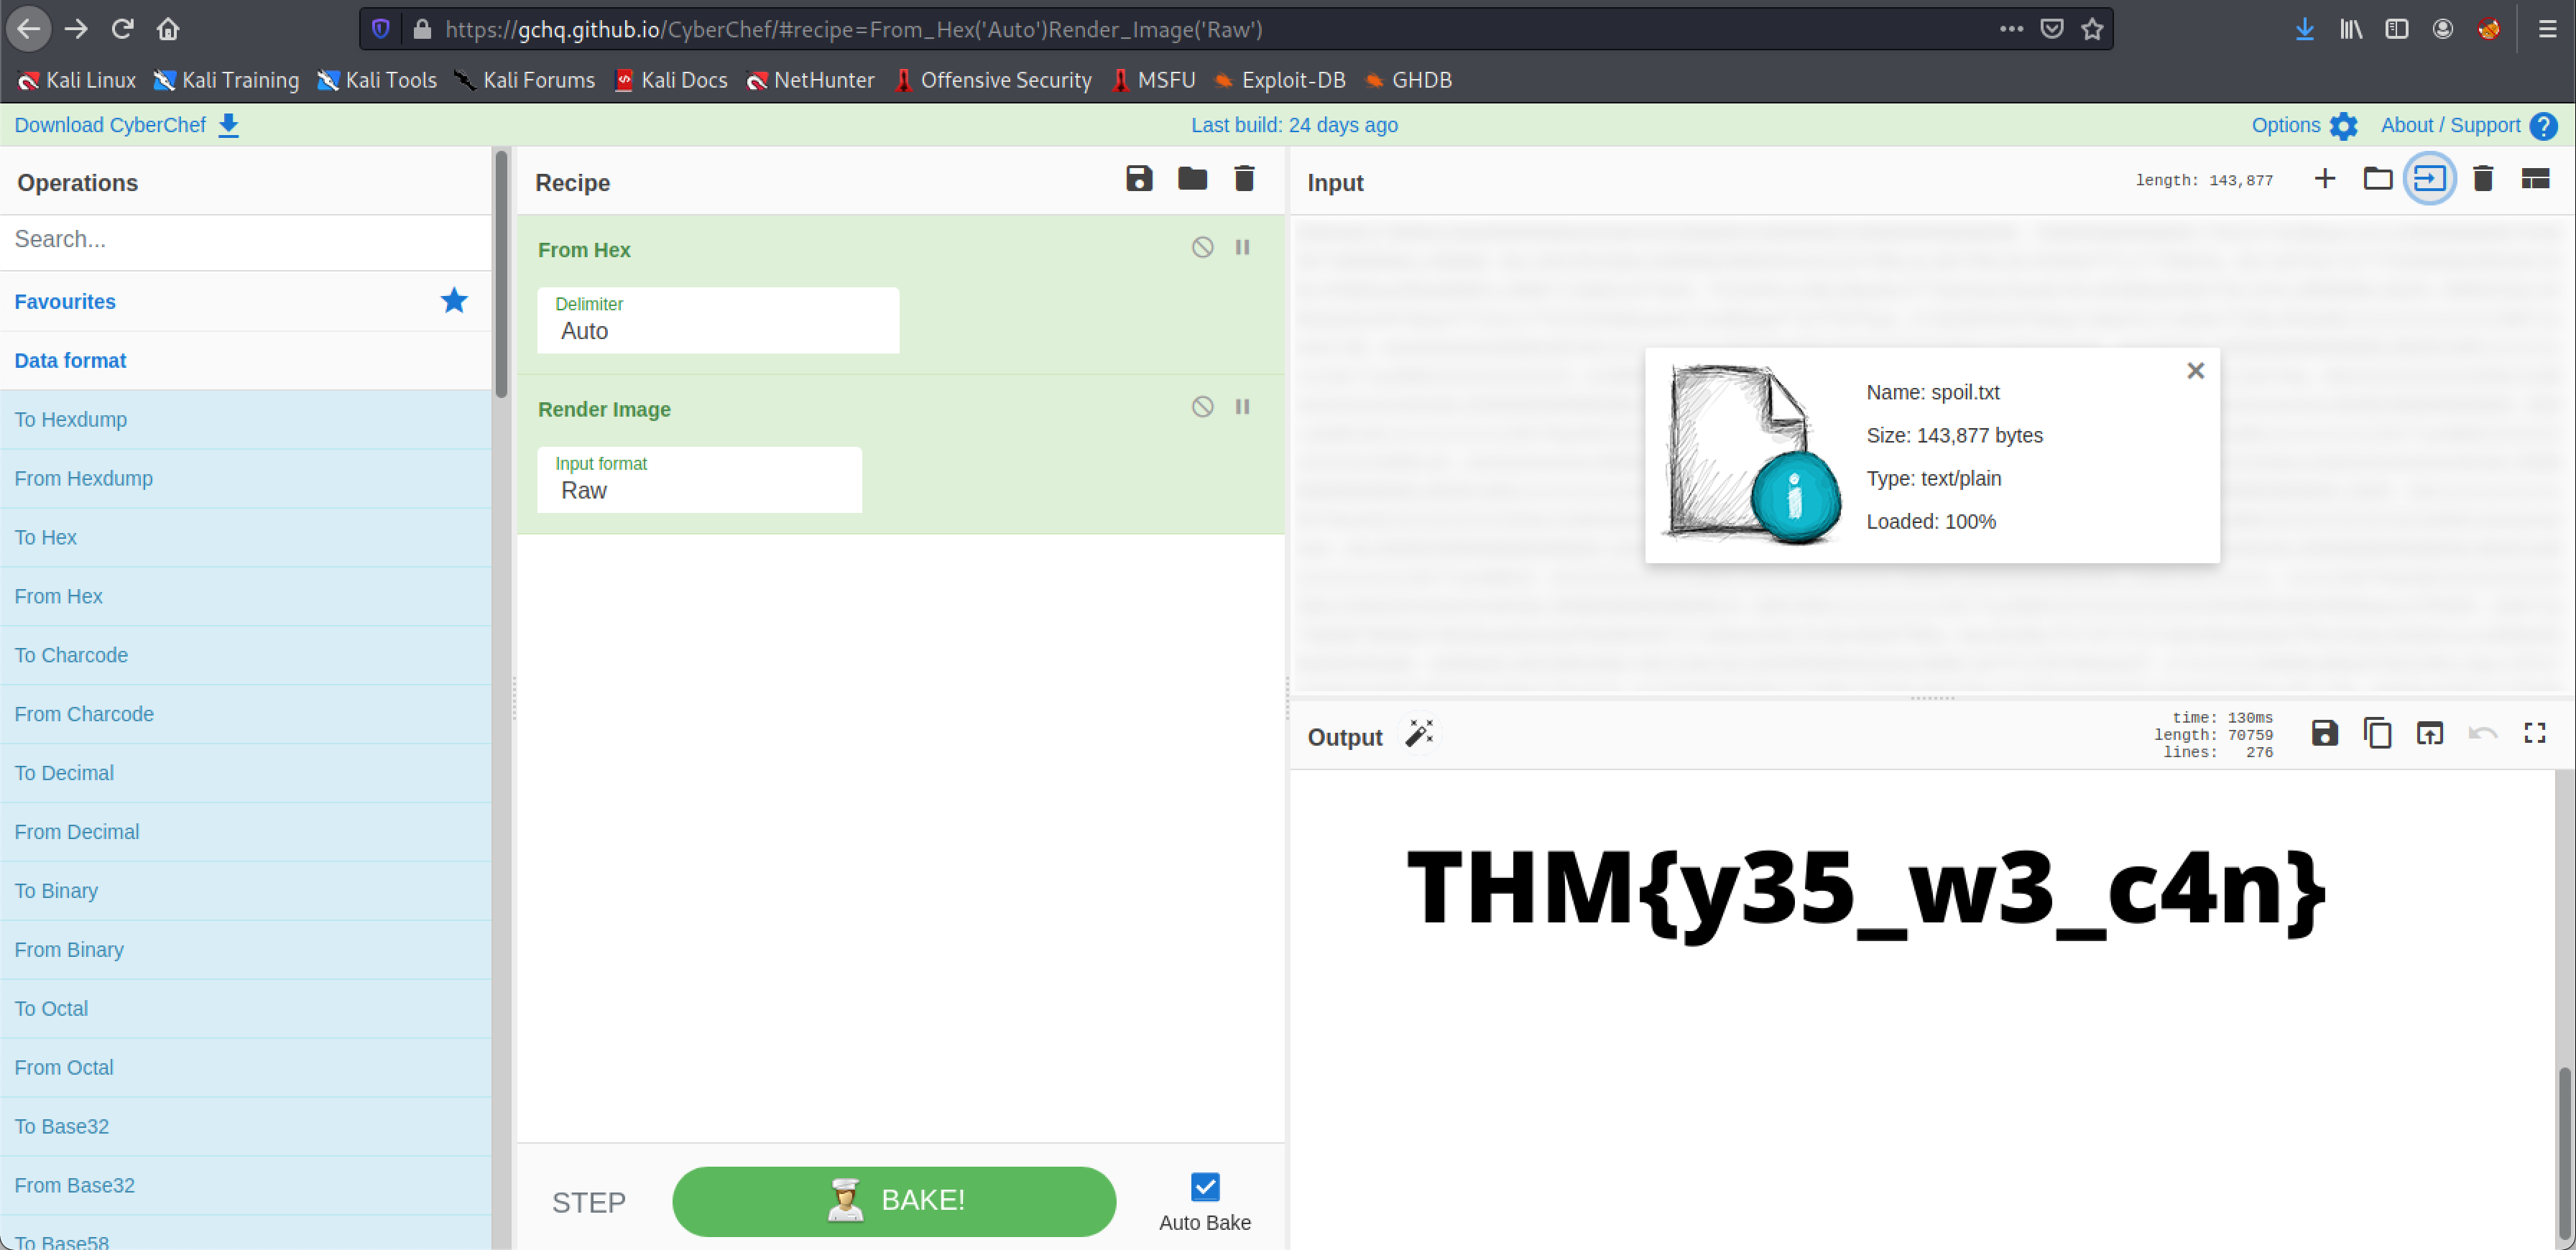 https://gchq.github.io/CyberChef/#recipe=From_Hex('Auto')Render_Image('Raw')
Kali Linux Kali Training Kali Tools Kali Forums Kali Docs NetHunter Offensive Security MSFU Exploit-DB GHDB
Download CyberChef
Last build: 24 days ago
Options
About / Support
Operations
Search...
Favourites
Data format
To Hexdump
From Hexdump
To Hex
From Hex
To Charcode
From Charcode
To Decimal
From Decimal
To Binary
From Binary
To Octal
From Octal
To Base32
From Base32
To Base58
Recipe
From Hex
Delimiter
Auto
Render Image
Input format
Raw
STEP
BAKE!
Auto Bake
Input
length: 143,877
Name: spoil.txt
Size: 143,877 bytes
Type: text/plain
Loaded: 100%
Output
time: 130ms
length: 70759
lines: 276
THM{y35_w3_c4n}